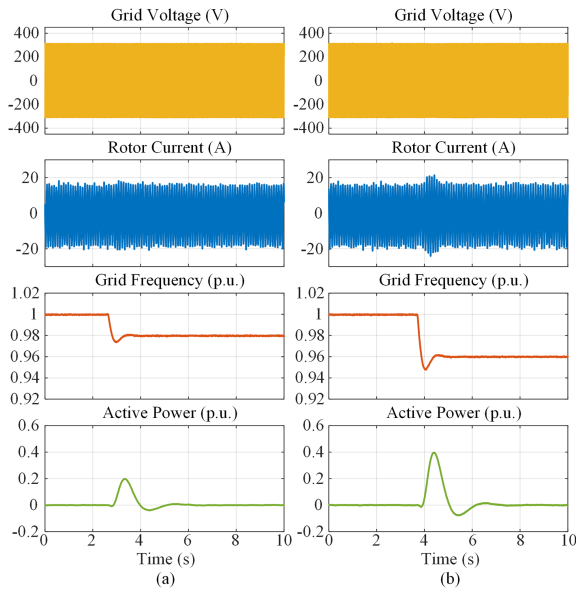 Grid Voltage (V)
400
200
0
-200
-400
Rotor Current (A)
20
0
-20
Grid Frequency (p.u.)
1.02
1
0.98
0.96
0.94
0.92
Active Power (p.u.)
0.6
0.4
0.2
0
-0.2
0 2 4 6 8 10
Time (s)
(a)
Grid Voltage (V)
400
200
0
-200
-400
Rotor Current (A)
20
0
-20
Grid Frequency (p.u.)
1.02
1
0.98
0.96
0.94
0.92
Active Power (p.u.)
0.6
0.4
0.2
0
-0.2
0 2 4 6 8 10
Time (s)
(b)